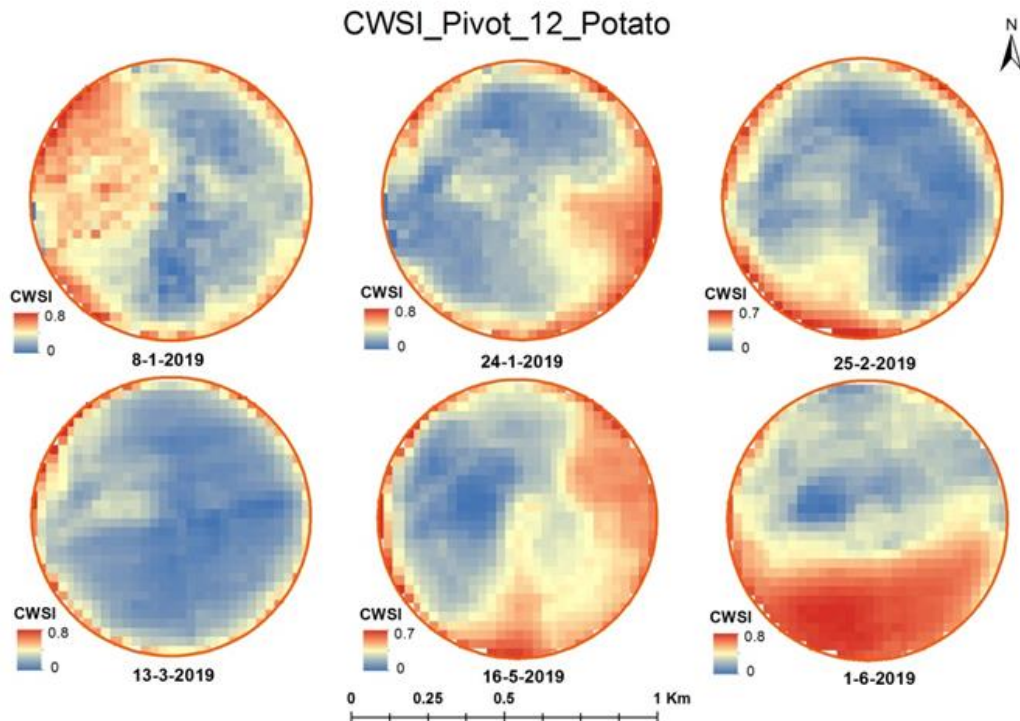 CWSI_Pivot_12_Potato
N
CWSI
0.8
0
8-1-2019
CWSI
0.8
0
24-1-2019
CWSI
0.7
0
25-2-2019
CWSI
0.8
0
13-3-2019
CWSI
0.7
0
16-5-2019
CWSI
0.8
0
1-6-2019
0 0.25 0.5 1 Km